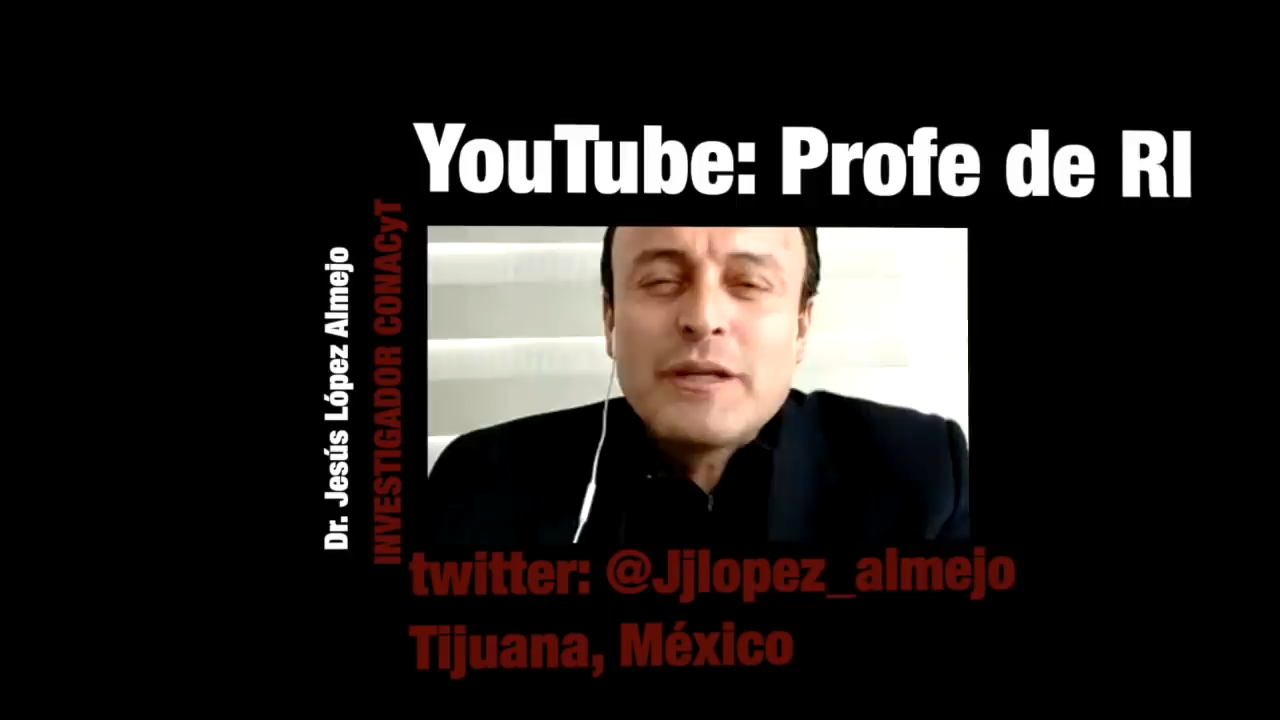 YouTube: Profe de RI
Dr. Jesús López Almejo
INVESTIGADOR CONACyT
twitter: @Jjlopez_almejo
Tijuana, México